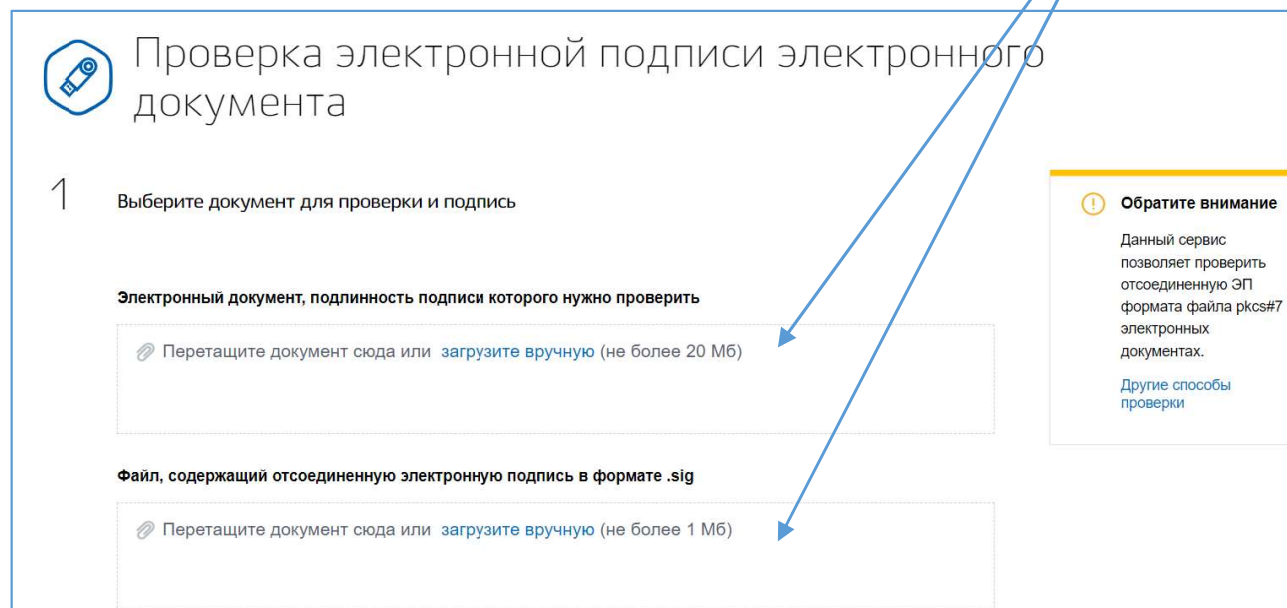 Проверка электронной подписи электронного
документа
1
Выберите документ для проверки и подпись
Электронный документ, подлинность подписи которого нужно проверить
Перетащите документ сюда или загрузите вручную (не более 20 Мб)
Файл, содержащий отсоединенную электронную подпись в формате .sig
Перетащите документ сюда или загрузите вручную (не более 1 Мб)
Обратите внимание
Данный сервис
позволяет проверить
отсоединенную ЭП
формата файла pkcs#7
электронных
документах.
Другие способы
проверки